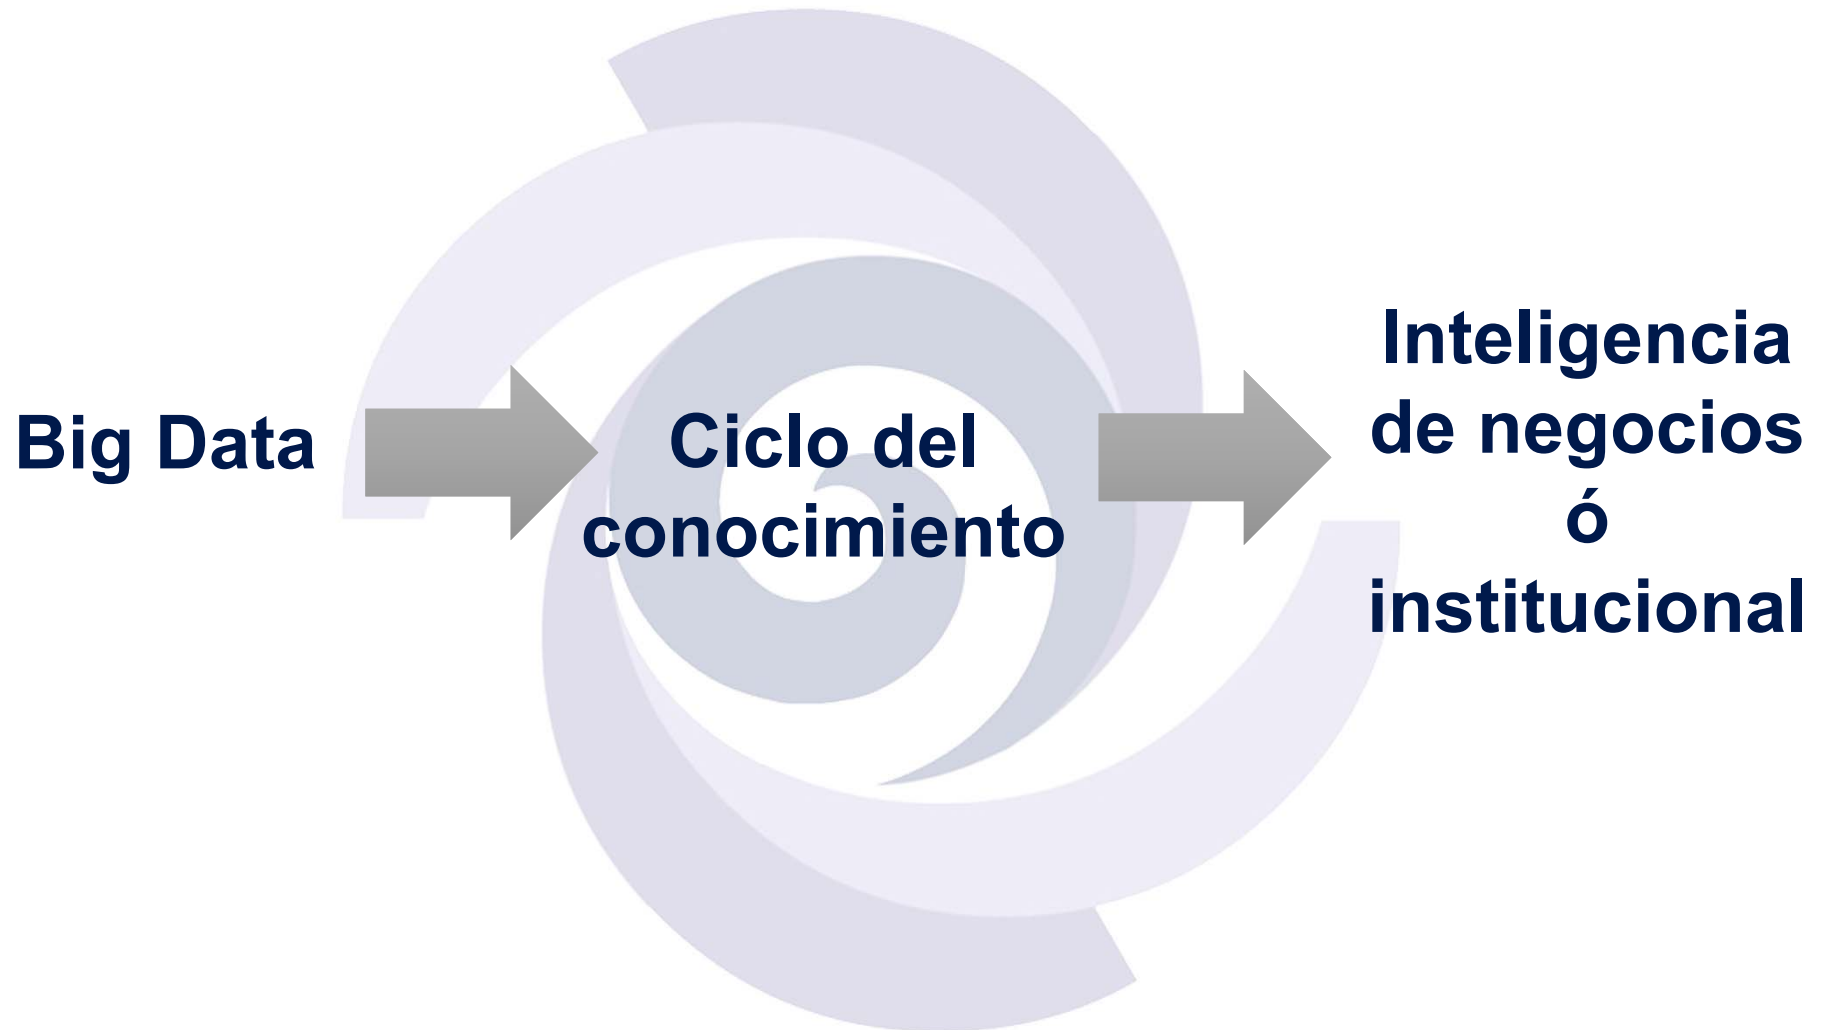 Big Data
Ciclo del
conocimiento
Inteligencia
de negocios
ó
institucional